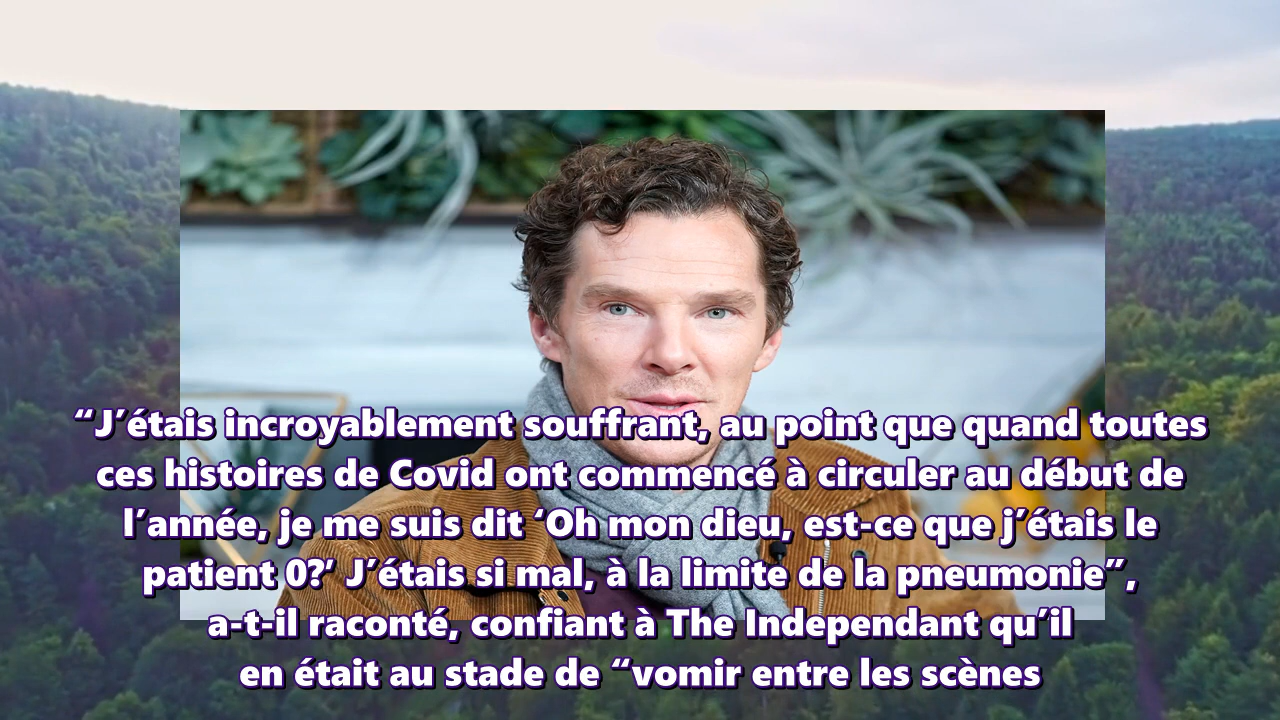 “J’étais incroyablement souffrant, au point que quand toutes
ces histoires de Covid ont commencé à circuler au début de
l’année, je me suis dit ‘Oh mon dieu, est-ce que j’étais le
patient 0?’ J’étais si mal, à la limite de la pneumonie”,
a-t-il raconté, confiant à The Independant qu’il
en était au stade de “vomir entre les scènes